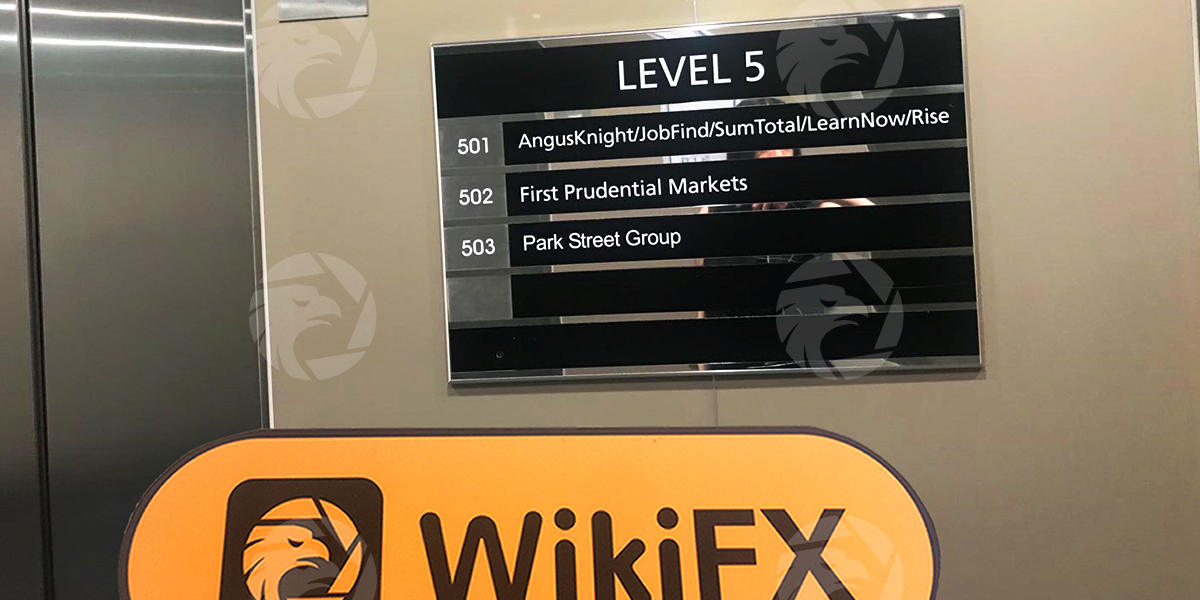 LEVEL 5
501 AngusKnight/JobFind/SumTotal/LearnNow/Rise
502 First Prudential Markets
503 Park Street Group
WikiFX